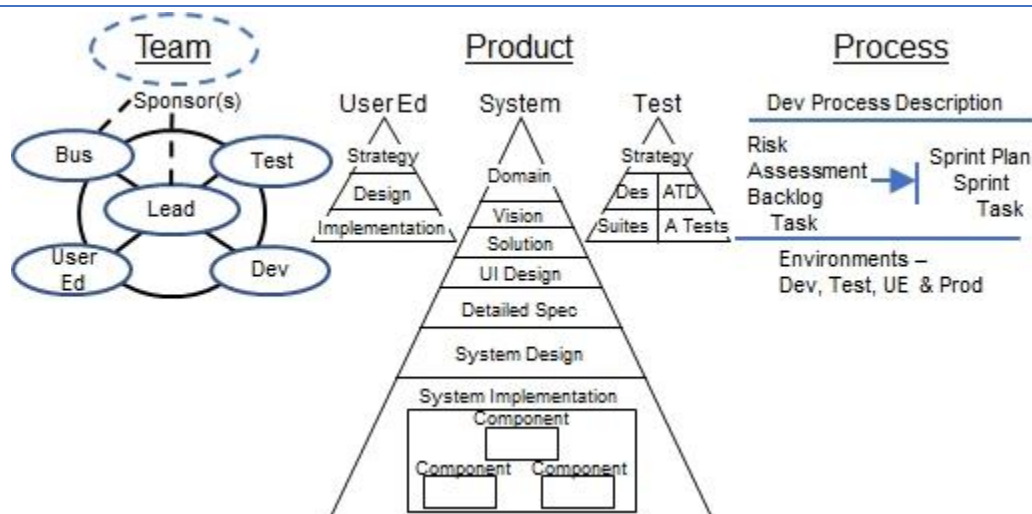 Team
Sponsor(s)
Bus
Test
Lead
User
Ed
Dev
Product
User Ed
System
Test
Strategy
Design
Implementation
Domain
Vision
Solution
UI Design
Detailed Spec
System Design
System Implementation
Component
Component
Component
Strategy
Des
ATD
Suites
A Tests
Process
Dev Process Description
Risk
Assessment
Backlog
Task
Sprint Plan
Sprint
Task
Environments –
Dev, Test, UE & Prod